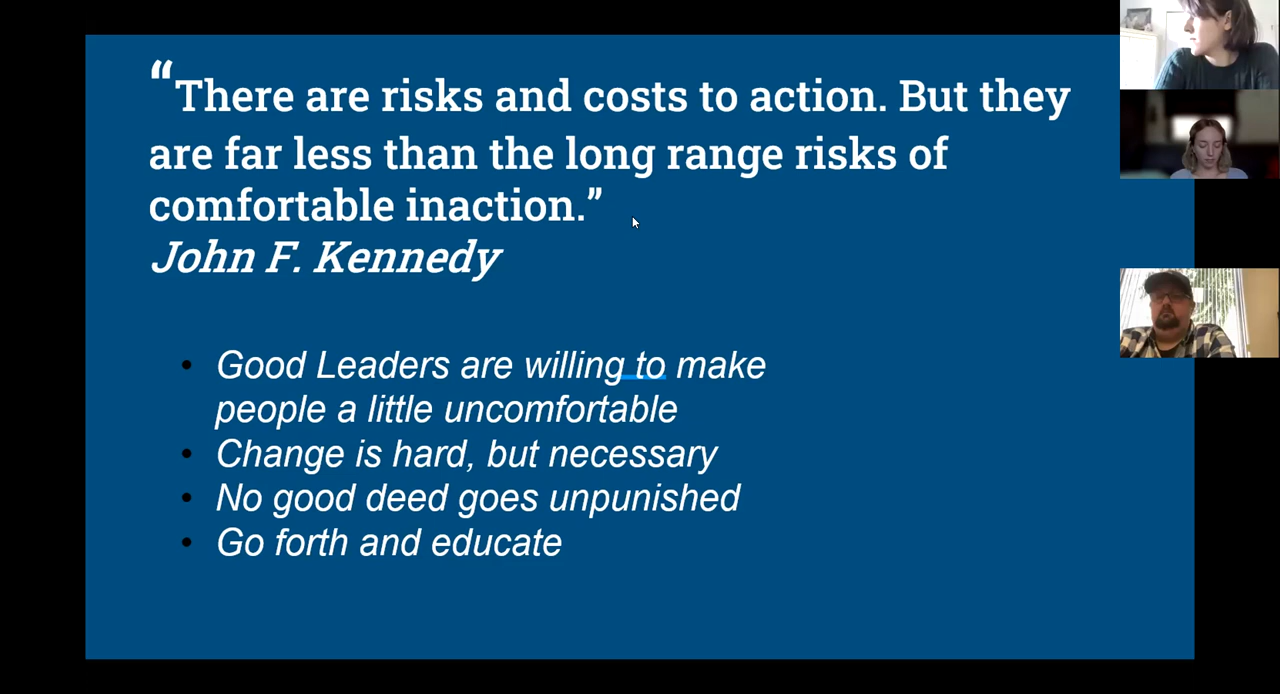 “There are risks and costs to action. But they
are far less than the long range risks of
comfortable inaction.”
John F. Kennedy
• Good Leaders are willing to make
people a little uncomfortable
• Change is hard, but necessary
• No good deed goes unpunished
• Go forth and educate